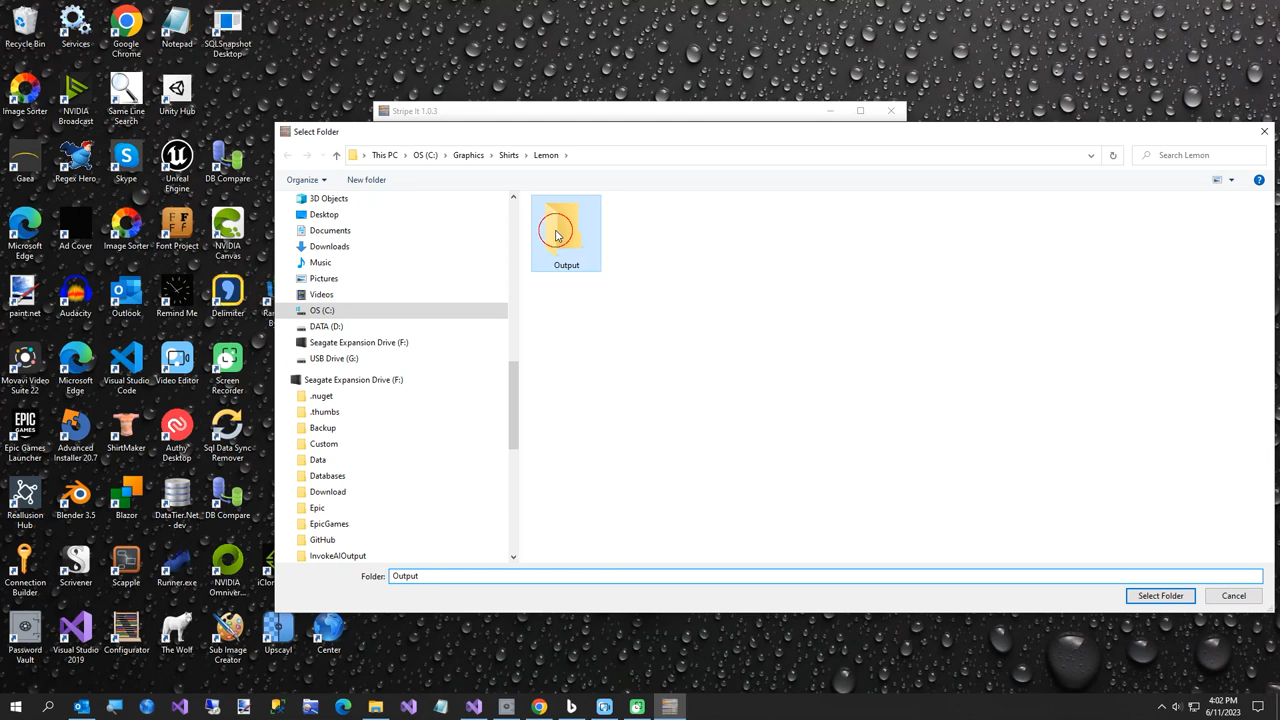 Recycle Bin
Services
Google Chrome
Notepad
SQLSnapshot Desktop
Image Sorter
NVIDIA Broadcast
Same Line Search
Unity Hub
Gaea
Regex Hero
Skype
Unreal Engine
DB Compare
Microsoft Edge
Ad Cover
Image Sorter
Font Project
NVIDIA Canvas
paint.net
Audacity
Outlook
Remind Me
Delimiter
Movavi Video Suite 22
Microsoft Edge
Visual Studio Code
Video Editor
Screen Recorder
EPIC GAMES
Epic Games Launcher
Advanced Installer 20.7
ShirtMaker
Authy Desktop
Sql Data Sync Remover
Reallusion Hub
Blender 3.5
Blazor
DataTier.Net - dev
DB Compare
Connection Builder
Scrivener
Scapple
Runner.exe
NVIDIA Omniver...
Password Vault
Visual Studio 2019
Configurator
The Wolf
Sub Image Creator
Upscayl
Center
Stripe It 1.0.3
Select Folder
This PC > OS (C:) > Graphics > Shirts > Lemon >
Search Lemon
Organize
New folder
3D Objects
Desktop
Documents
Downloads
Music
Pictures
Videos
OS (C:)
DATA (D:)
Seagate Expansion Drive (F:)
USB Drive (G:)
Seagate Expansion Drive (F:)
.nuget
.thumbs
Backup
Custom
Data
Databases
Download
Epic
EpicGames
GitHub
InvokeAIOutput
Output
Folder: Output
Select Folder
Cancel
4:02 PM
6/11/2023